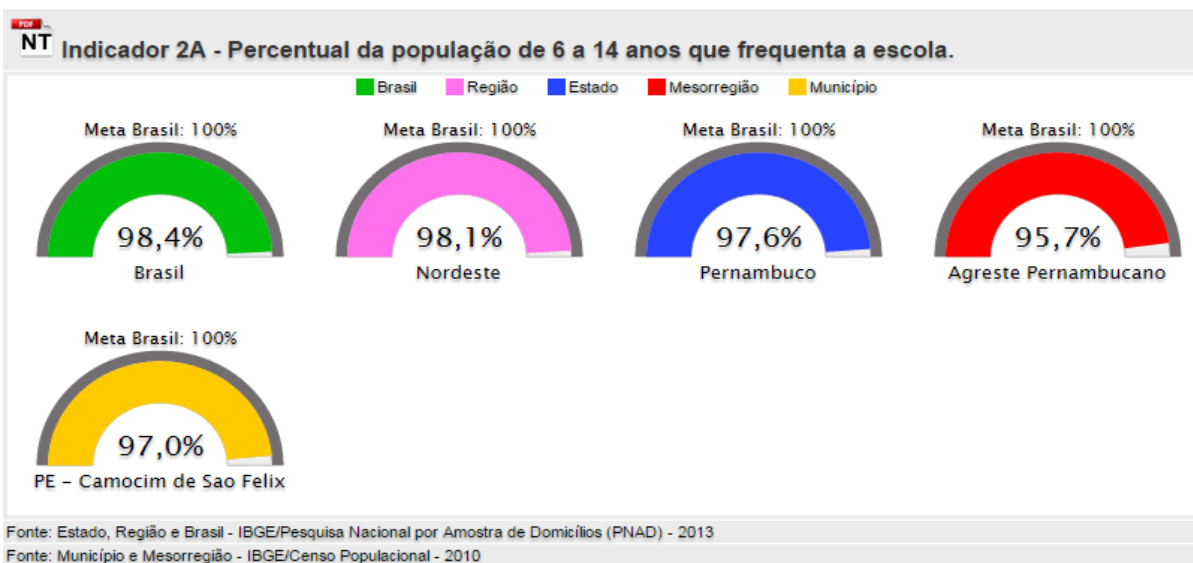 PDF
NT Indicador 2A - Percentual da população de 6 a 14 anos que frequenta a escola.
Brasil Região Estado Mesorregião Município
Meta Brasil: 100% Meta Brasil: 100% Meta Brasil: 100% Meta Brasil: 100%
98,4% 98,1% 97,6% 95,7%
Brasil Nordeste Pernambuco Agreste Pernambucano
Meta Brasil: 100%
97,0%
PE - Camocim de Sao Felix
Fonte: Estado, Região e Brasil - IBGE/Pesquisa Nacional por Amostra de Domicílios (PNAD) - 2013
Fonte: Município e Mesorregião - IBGE/Censo Populacional - 2010